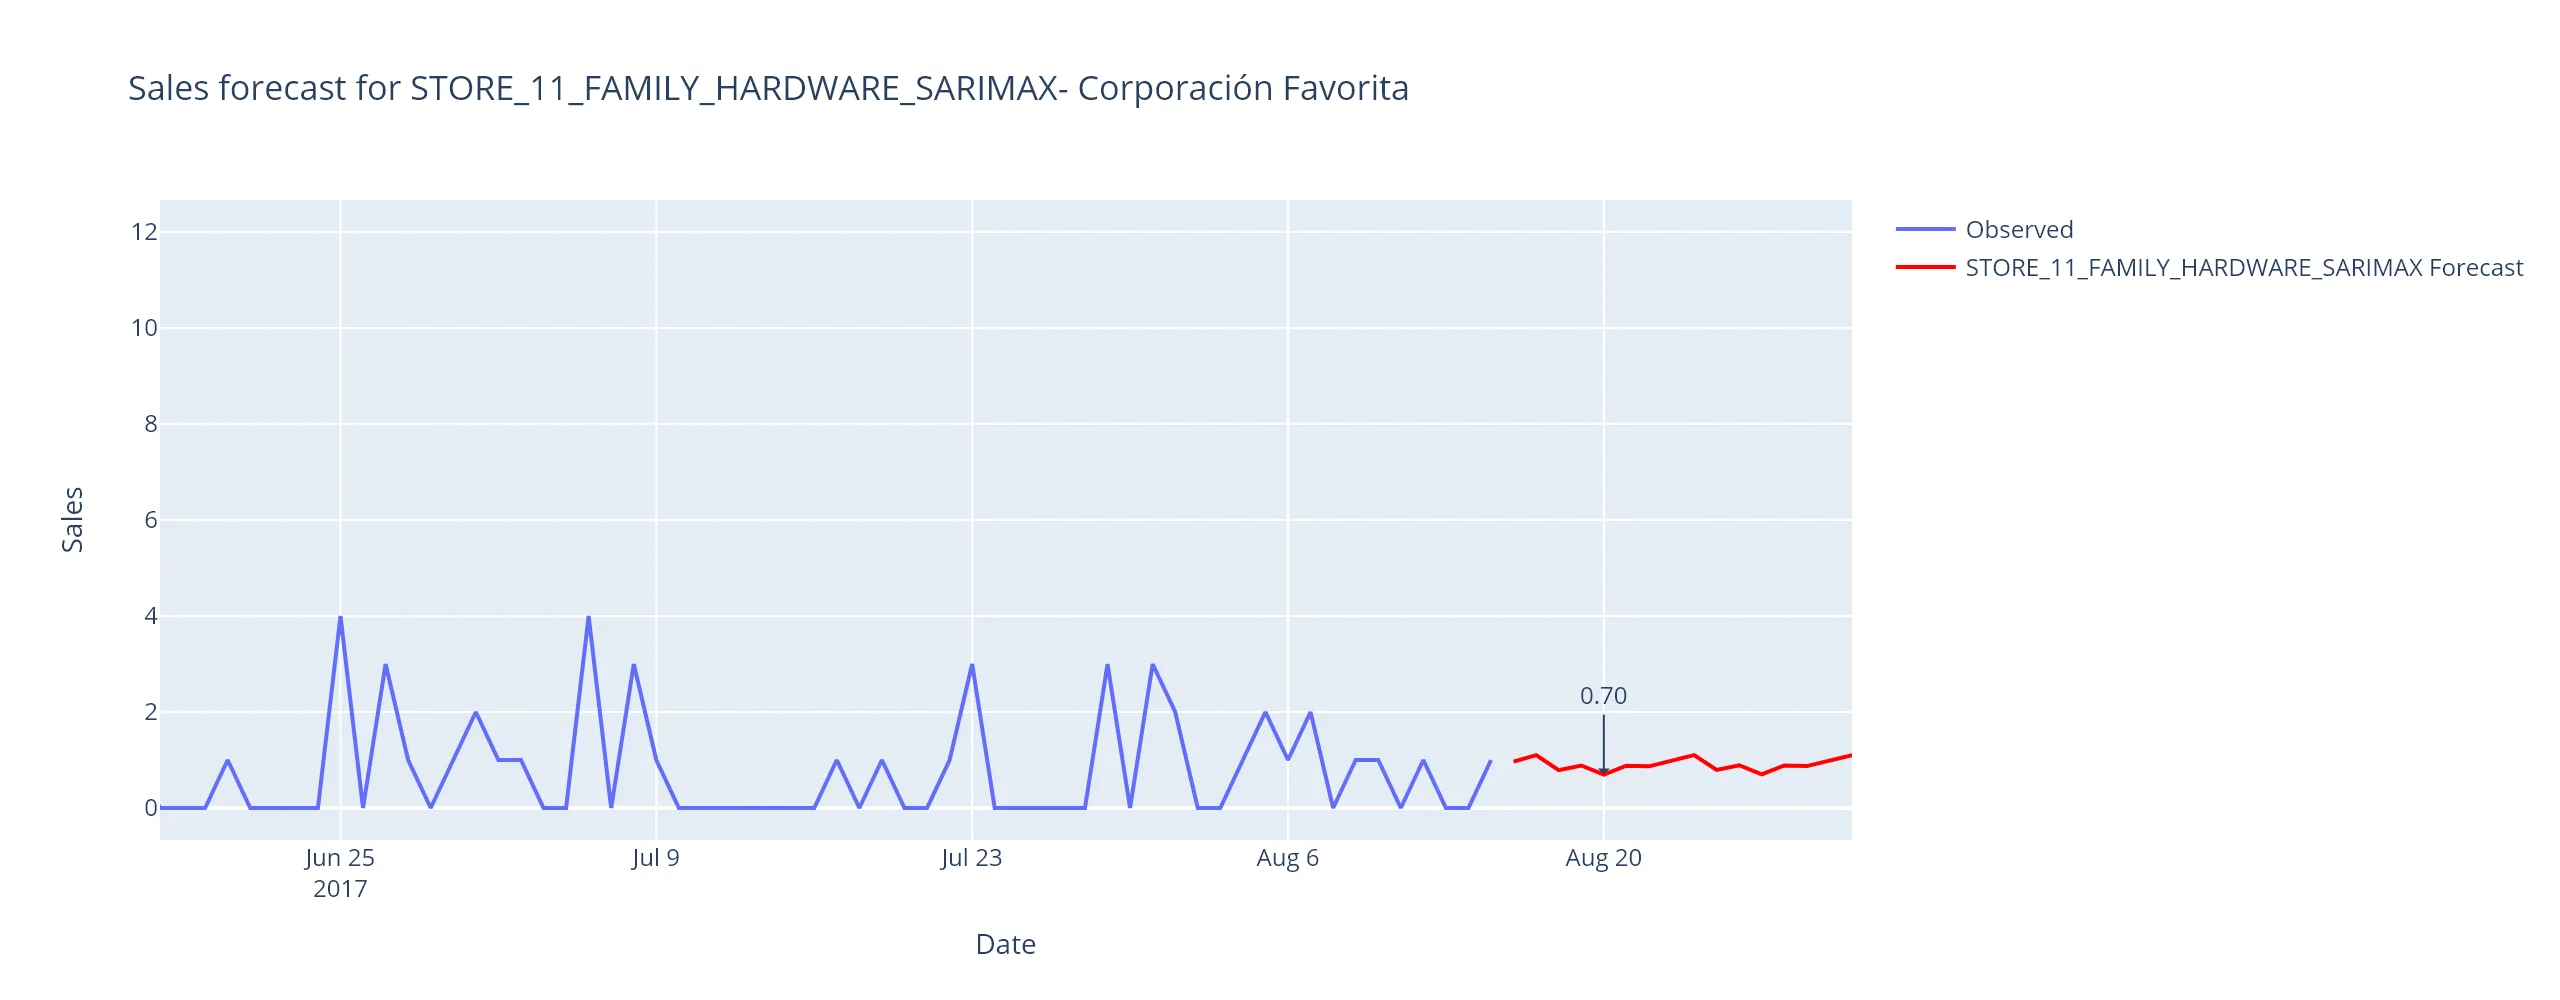 Sales forecast for STORE_11_FAMILY_HARDWARE_SARIMAX- Corporación Favorita
Observed
STORE_11_FAMILY_HARDWARE_SARIMAX Forecast
12
10
8
6
4
2
0
Sales
0.70
Jun 25
2017
Jul 9
Jul 23
Aug 6
Aug 20
Date